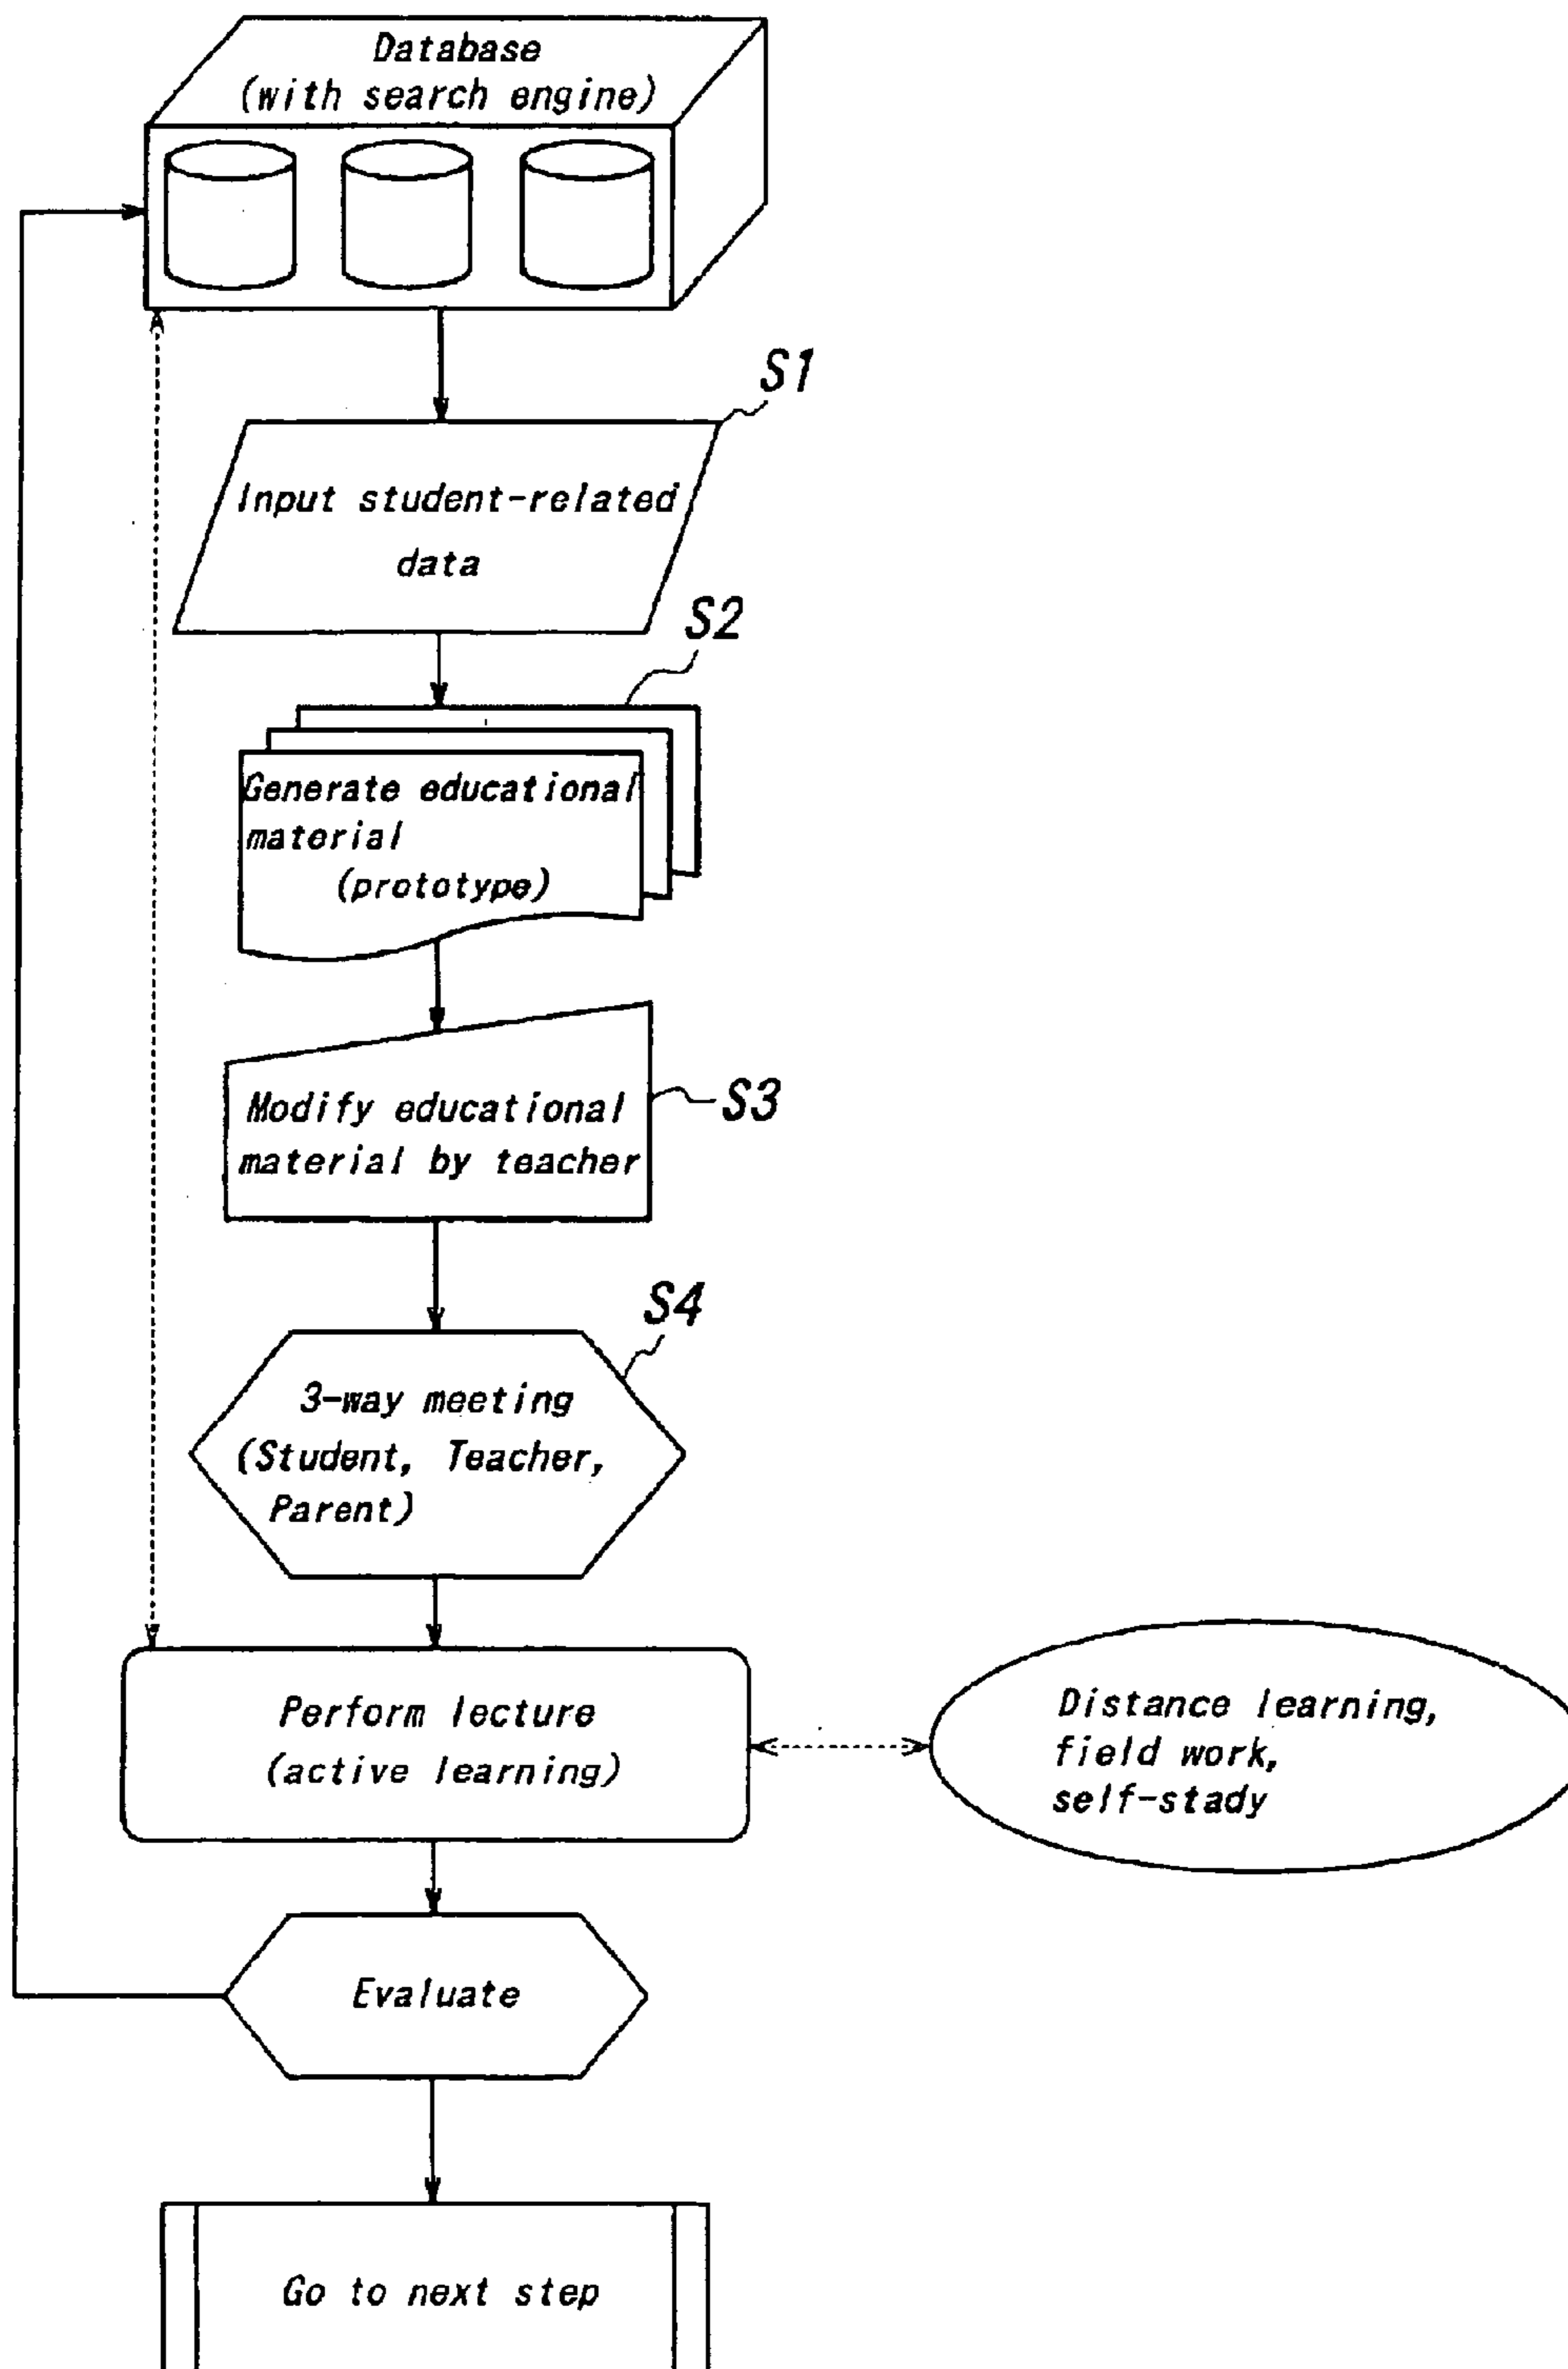 Database
(with search engine)
S1
Input student-related
data
S2
Generate educational
material
(prototype)
Modify educational
material by teacher
S3
S4
3-way meeting
(Student, Teacher,
Parent)
Perform lecture
(active learning)
Distance learning,
field work,
self-stady
Evaluate
Go to next step